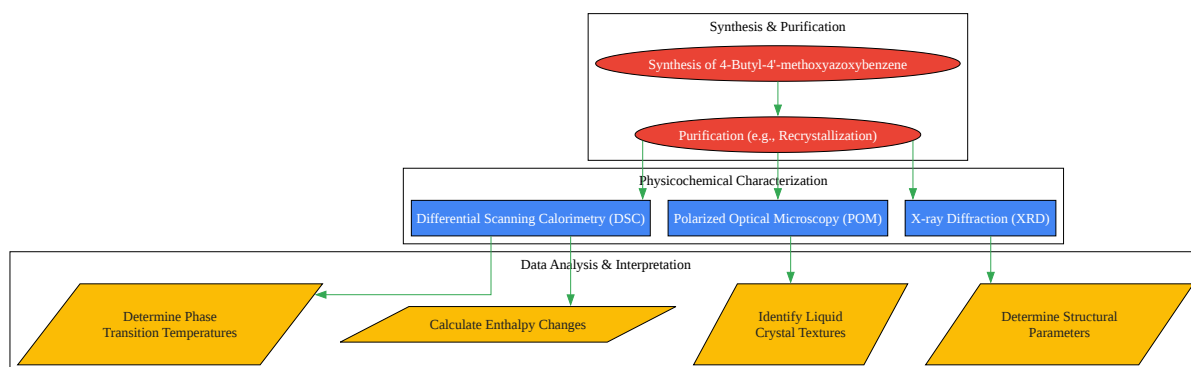 Synthesis & Purification
Synthesis of 4-Butyl-4'-methoxyazoxybenzene
Purification (e.g., Recrystallization)
Physicochemical Characterization
Differential Scanning Calorimetry (DSC)
Polarized Optical Microscopy (POM)
X-ray Diffraction (XRD)
Data Analysis & Interpretation
Determine Phase
Transition Temperatures
Calculate Enthalpy Changes
Identify Liquid
Crystal Textures
Determine Structural
Parameters